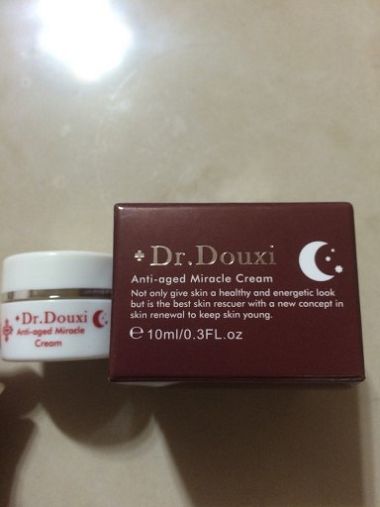 Dr.Douxi
Anti-aged Miracle Cream
Not only give skin a healthy and energetic look
but is the best skin rescuer with a new concept in
skin renewal to keep skin young.
℮ 10ml/0.3FL.oz
Dr.Douxi
Anti-aged Miracle
Cream